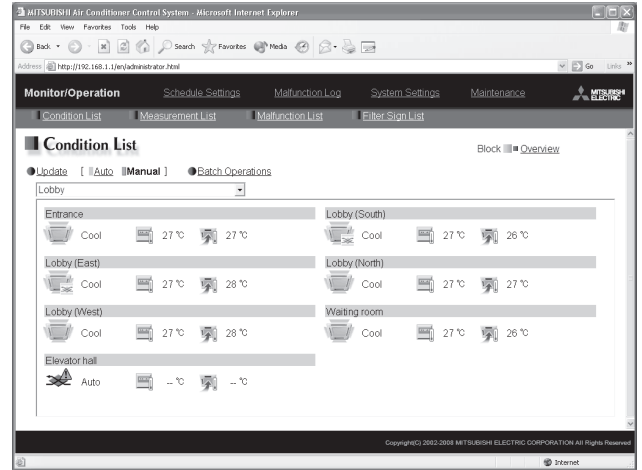 MITSUBISHI Air Conditioner Control System - Microsoft Internet Explorer
File Edit View Favorites Tools Help
Back Search Favorites Media
Address http://192.168.1.1/en/administrator.html Go Links »
Monitor/Operation Schedule Settings Malfunction Log System Settings Maintenance MITSUBISHI ELECTRIC
Condition List Measurement List Malfunction List Filter Sign List
Condition List
Block Overview
Update [ Auto Manual ] Batch Operations
Lobby
Entrance Lobby (South)
Cool 27 ℃ 27 ℃ Cool 27 ℃ 26 ℃
Lobby (East) Lobby (North)
Cool 27 ℃ 28 ℃ Cool 27 ℃ 27 ℃
Lobby (West) Waiting room
Cool 27 ℃ 28 ℃ Cool 27 ℃ 26 ℃
Elevator hall
Auto -- ℃ -- ℃
Copyright(C) 2002-2008 MITSUBISHI ELECTRIC CORPORATION All Rights Reserved
Internet